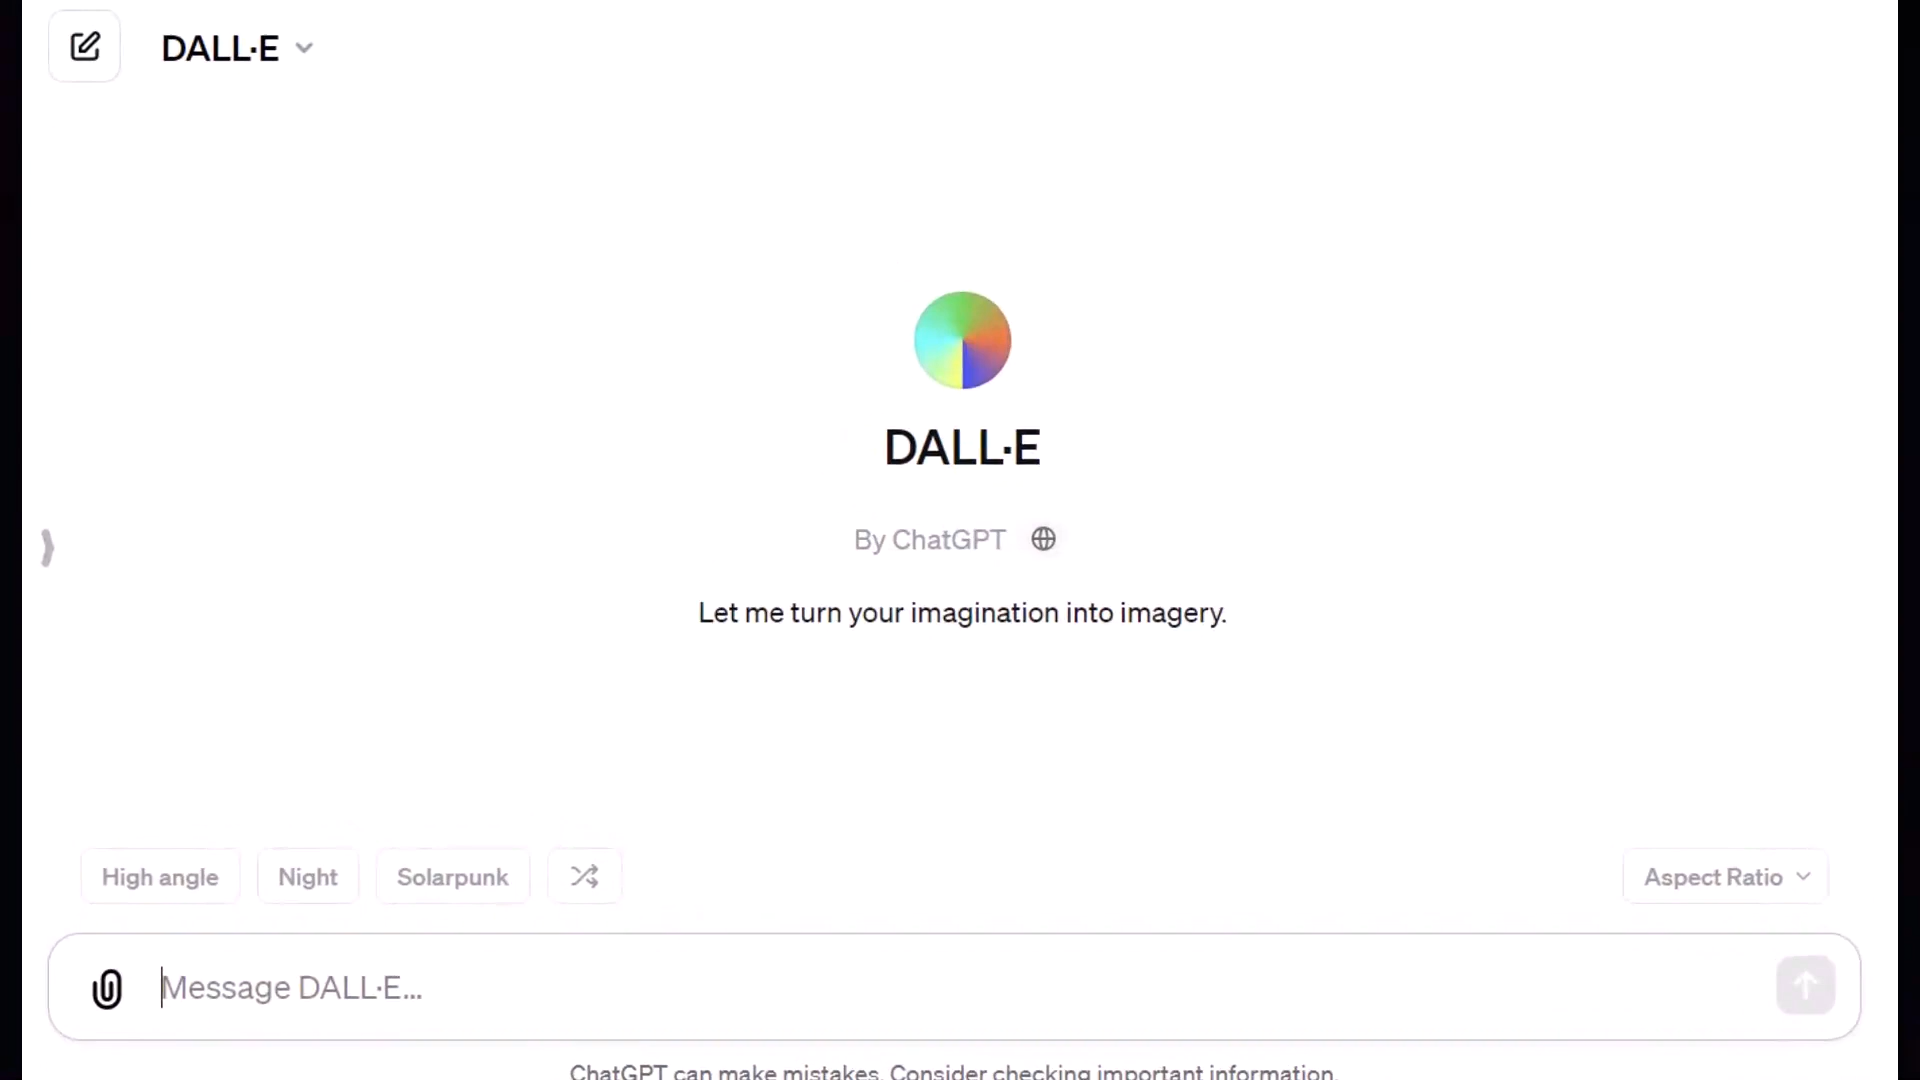 DALL·E
DALL·E
By ChatGPT
Let me turn your imagination into imagery.
High angle
Night
Solarpunk
Aspect Ratio
Message DALL·E...
ChatGPT can make mistakes. Consider checking important information.